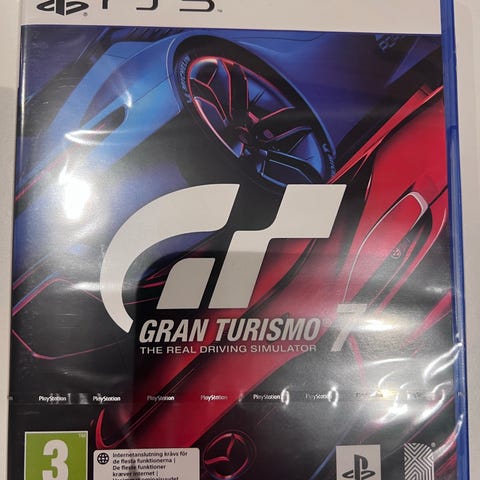 PS5
MICHELIN
GT
GRAN TURISMO 7
THE REAL DRIVING SIMULATOR
PlayStation PlayStation PlayStation PlayStation PlayStation PlayStation PlayStation
3
Internetanslutning krävs för
de flesta funktionerna |
De fleste funktioner
kræver internet |